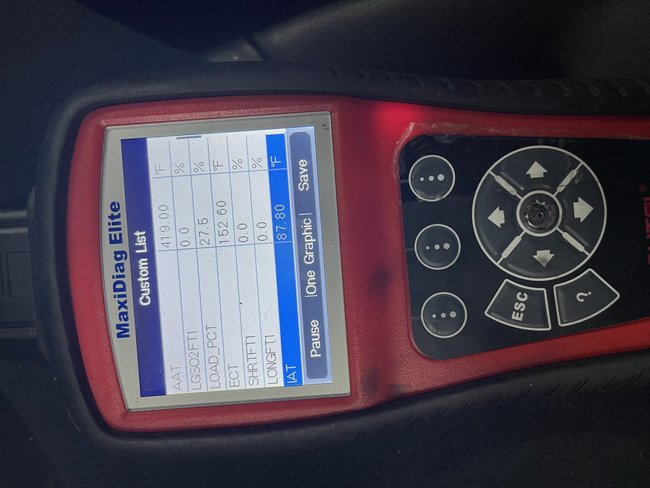 MaxiDiag Elite
Custom List
AAT 419.00 °F
LGSO2FT1 0.0 %
LOAD_PCT 27.5 %
ECT 152.60 °F
SHRTFT1 0.0 %
LONGFT1 0.0 %
IAT 87.80 °F
Pause |One Graphic| Save
ESC
?